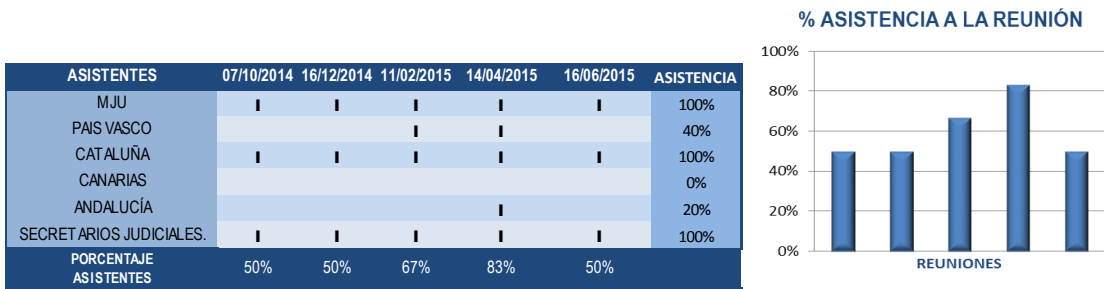 % ASISTENCIA A LA REUNIÓN
ASISTENTES 07/10/2014 16/12/2014 11/02/2015 14/04/2015 16/06/2015 ASISTENCIA
MJU I I I I I 100%
PAIS VASCO I I 40%
CATALUÑA I I I I I 100%
CANARIAS 0%
ANDALUCÍA I 20%
SECRETARIOS JUDICIALES. I I I I I 100%
PORCENTAJE
ASISTENTES 50% 50% 67% 83% 50%
100%
80%
60%
40%
20%
0%
REUNIONES